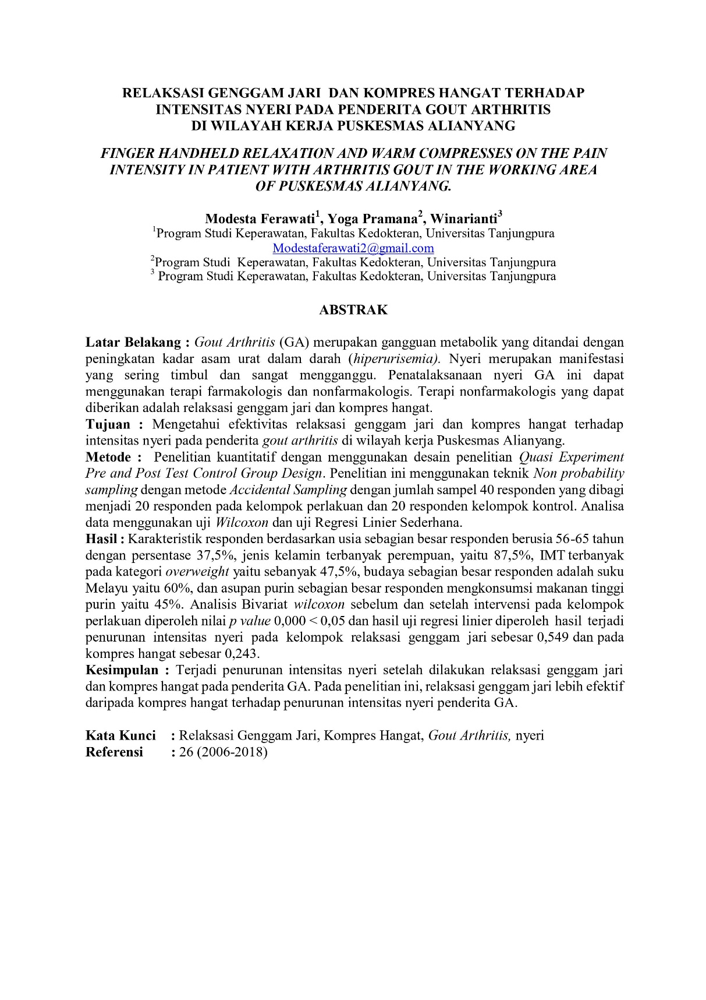 RELAKSASI GENGGAM JARI  DAN KOMPRES HANGAT TERHADAP
INTENSITAS NYERI PADA PENDERITA GOUT ARTHRITIS
DI WILAYAH KERJA PUSKESMAS ALIANYANG
FINGER HANDHELD RELAXATION AND WARM COMPRESSES ON THE PAIN
INTENSITY IN PATIENT WITH ARTHRITIS GOUT IN THE WORKING AREA
OF PUSKESMAS ALIANYANG.
Modesta Ferawati¹, Yoga Pramana², Winarianti³
¹Program Studi Keperawatan, Fakultas Kedokteran, Universitas Tanjungpura
Modestaferawati2@gmail.com
²Program Studi  Keperawatan, Fakultas Kedokteran, Universitas Tanjungpura
³ Program Studi Keperawatan, Fakultas Kedokteran, Universitas Tanjungpura
ABSTRAK
Latar Belakang : Gout Arthritis (GA) merupakan gangguan metabolik yang ditandai dengan
peningkatan kadar asam urat dalam darah (hiperurisemia). Nyeri merupakan manifestasi
yang sering timbul dan sangat mengganggu. Penatalaksanaan nyeri GA ini dapat
menggunakan terapi farmakologis dan nonfarmakologis. Terapi nonfarmakologis yang dapat
diberikan adalah relaksasi genggam jari dan kompres hangat.
Tujuan : Mengetahui efektivitas relaksasi genggam jari dan kompres hangat terhadap
intensitas nyeri pada penderita gout arthritis di wilayah kerja Puskesmas Alianyang.
Metode :  Penelitian kuantitatif dengan menggunakan desain penelitian Quasi Experiment
Pre and Post Test Control Group Design. Penelitian ini menggunakan teknik Non probability
sampling dengan metode Accidental Sampling dengan jumlah sampel 40 responden yang dibagi
menjadi 20 responden pada kelompok perlakuan dan 20 responden kelompok kontrol. Analisa
data menggunakan uji Wilcoxon dan uji Regresi Linier Sederhana.
Hasil : Karakteristik responden berdasarkan usia sebagian besar responden berusia 56-65 tahun
dengan persentase 37,5%, jenis kelamin terbanyak perempuan, yaitu 87,5%, IMT terbanyak
pada kategori overweight yaitu sebanyak 47,5%, budaya sebagian besar responden adalah suku
Melayu yaitu 60%, dan asupan purin sebagian besar responden mengkonsumsi makanan tinggi
purin yaitu 45%. Analisis Bivariat wilcoxon sebelum dan setelah intervensi pada kelompok
perlakuan diperoleh nilai p value 0,000 < 0,05 dan hasil uji regresi linier diperoleh hasil terjadi
penurunan intensitas nyeri pada kelompok relaksasi genggam jari sebesar 0,549 dan pada
kompres hangat sebesar 0,243.
Kesimpulan : Terjadi penurunan intensitas nyeri setelah dilakukan relaksasi genggam jari
dan kompres hangat pada penderita GA. Pada penelitian ini, relaksasi genggam jari lebih efektif
daripada kompres hangat terhadap penurunan intensitas nyeri penderita GA.
Kata Kunci : Relaksasi Genggam Jari, Kompres Hangat, Gout Arthritis, nyeri
Referensi : 26 (2006-2018)